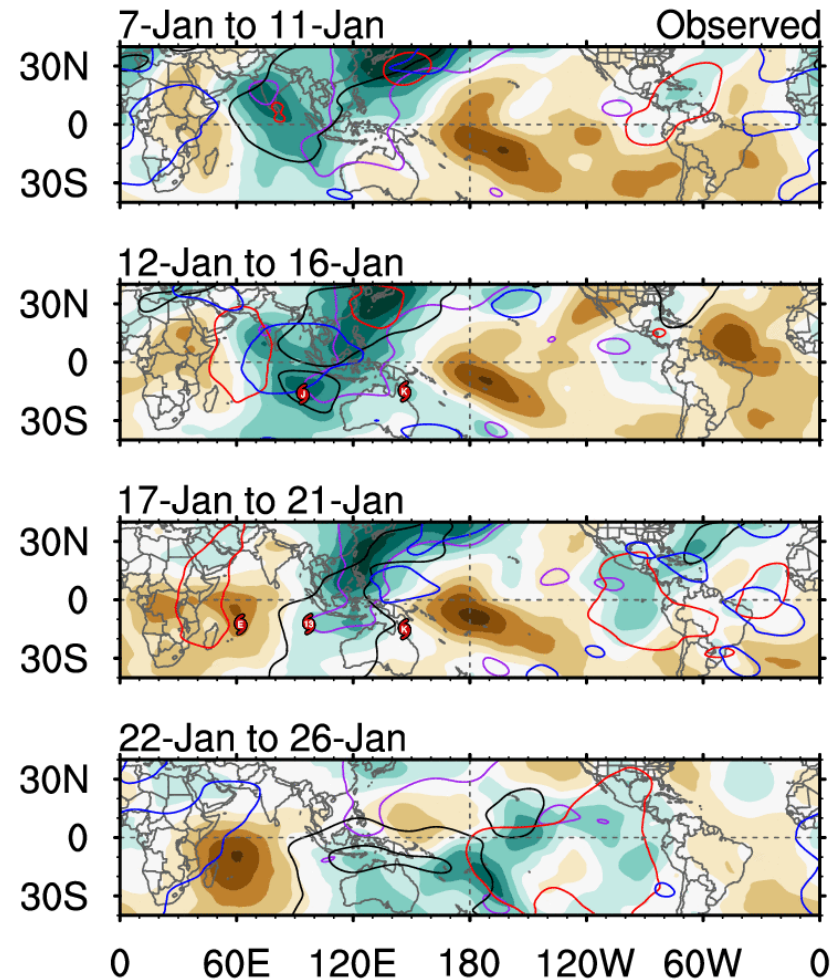 7-Jan to 11-Jan Observed
30N
0
30S
12-Jan to 16-Jan
30N
0
30S
J K
17-Jan to 21-Jan
30N
0
30S
E 13 K
22-Jan to 26-Jan
30N
0
30S
0 60E 120E 180 120W 60W 0